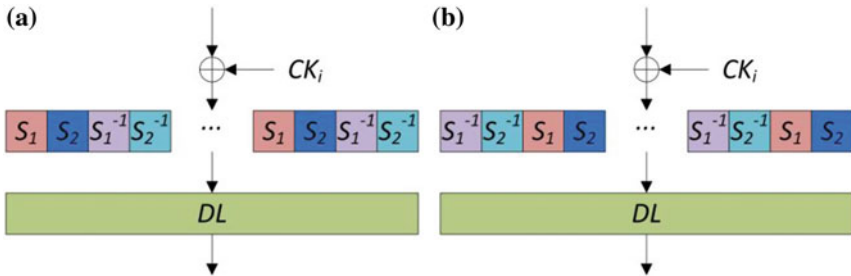 (a) (b)
CKᵢ CKᵢ
S₁ S₂ S₁⁻¹ S₂⁻¹ ... S₁ S₂ S₁⁻¹ S₂⁻¹ S₁⁻¹ S₂⁻¹ S₁ S₂ ... S₁⁻¹ S₂⁻¹ S₁ S₂
DL DL